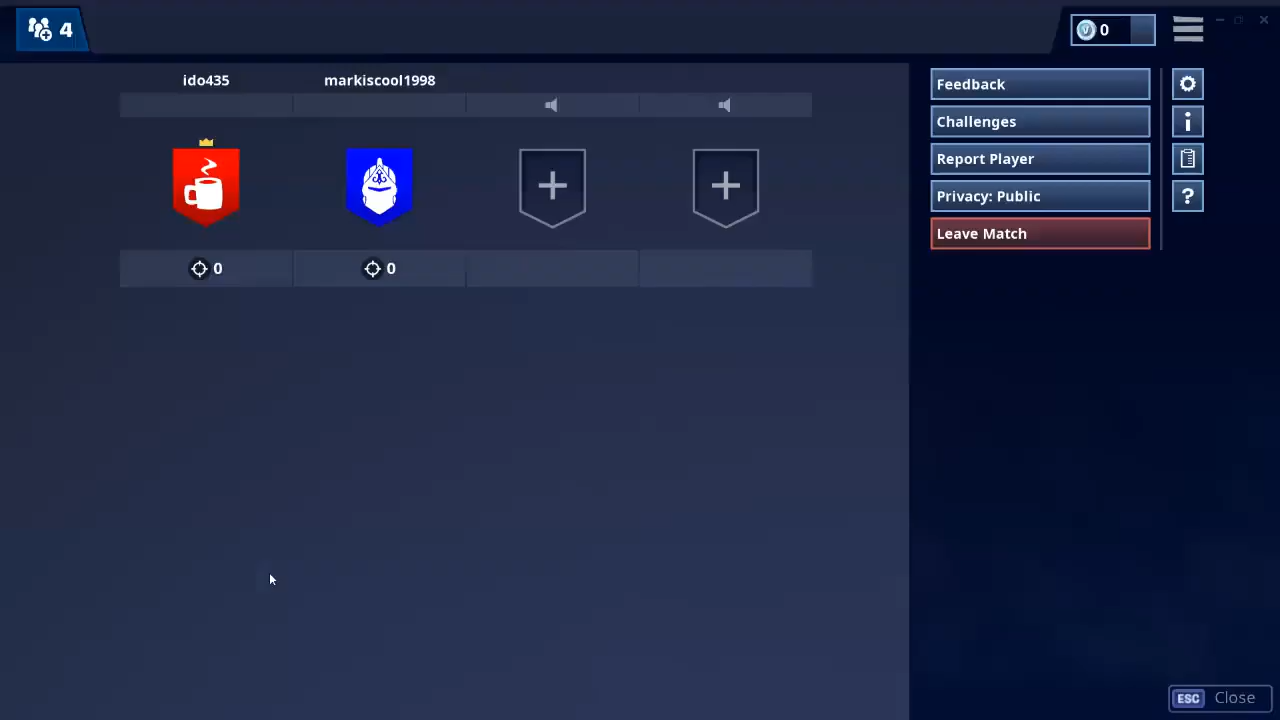 4
0
ido435 markiscool1998
0 0
Feedback
Challenges
Report Player
Privacy: Public
Leave Match
ESC Close